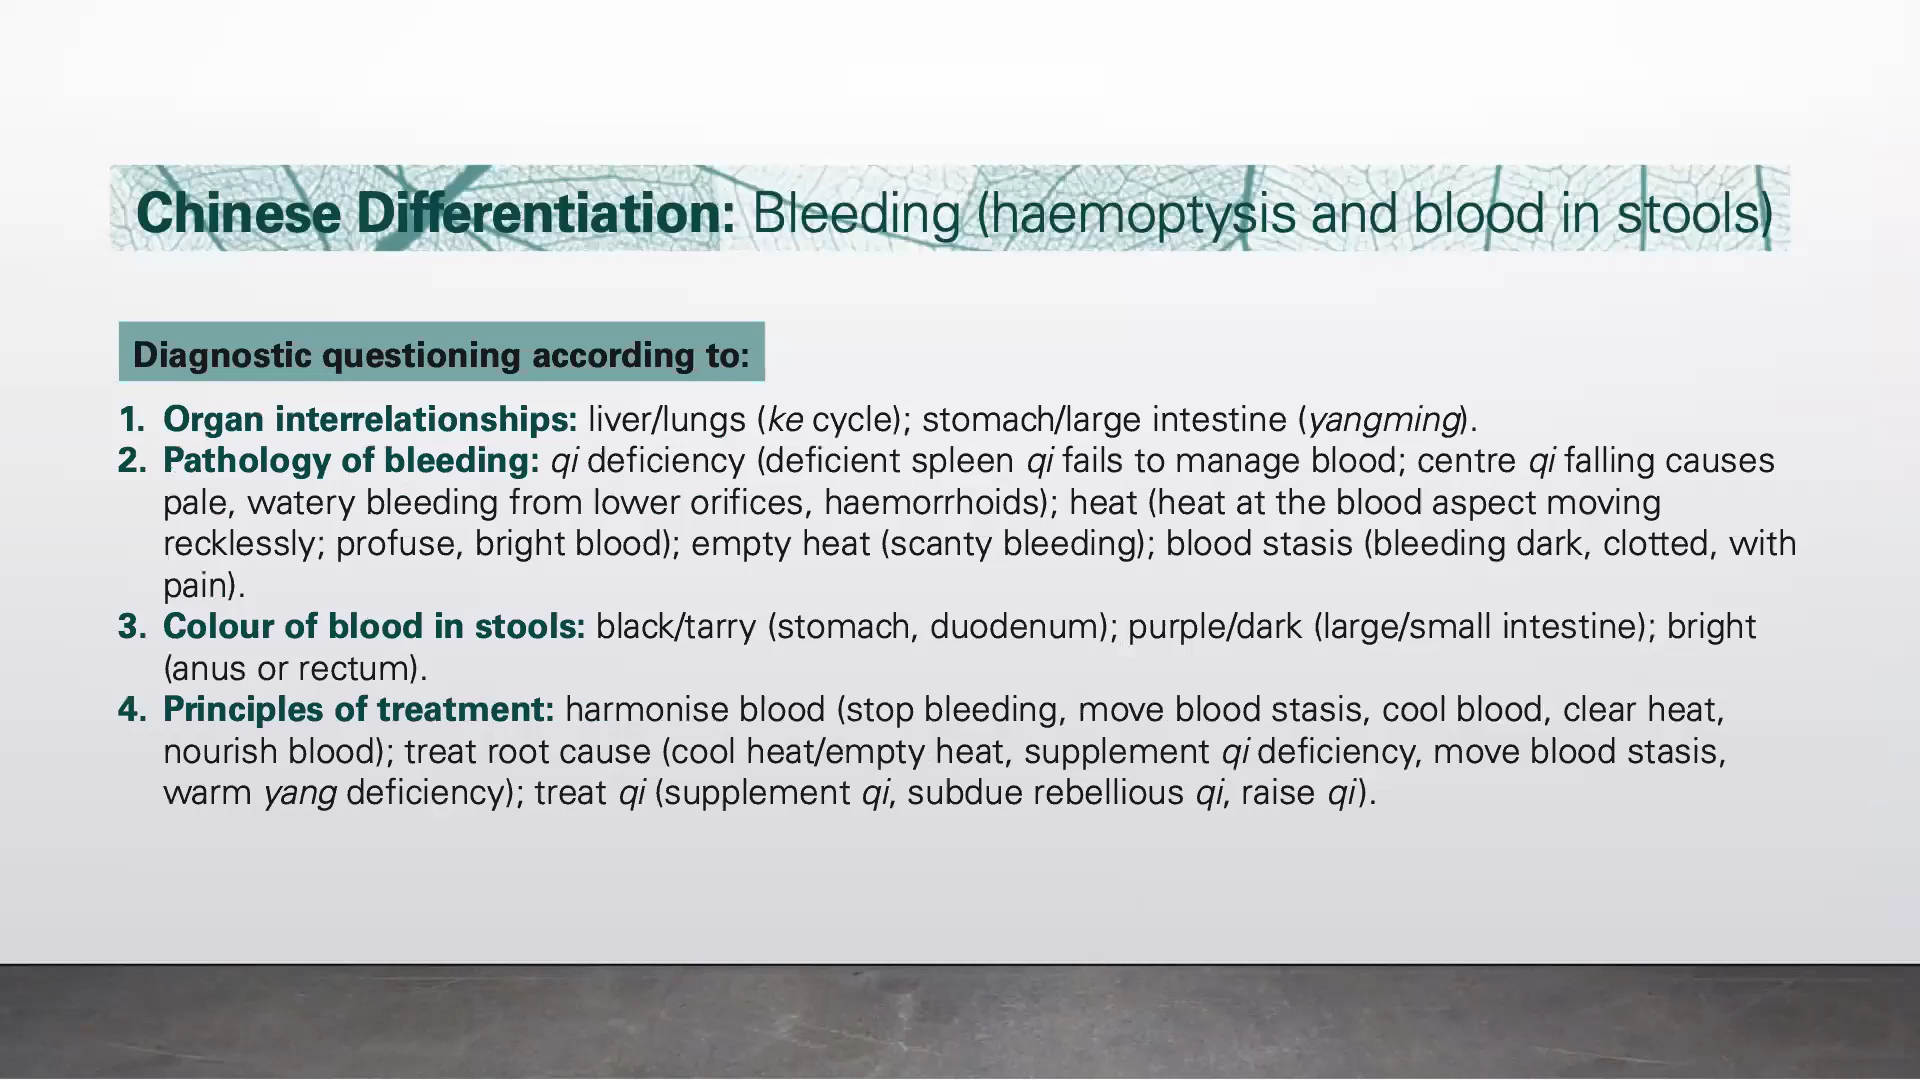 Chinese Differentiation: Bleeding (haemoptysis and blood in stools)
Diagnostic questioning according to:
1. Organ interrelationships: liver/lungs (ke cycle); stomach/large intestine (yangming).
2. Pathology of bleeding: qi deficiency (deficient spleen qi fails to manage blood; centre qi falling causes
pale, watery bleeding from lower orifices, haemorrhoids); heat (heat at the blood aspect moving
recklessly; profuse, bright blood); empty heat (scanty bleeding); blood stasis (bleeding dark, clotted, with
pain).
3. Colour of blood in stools: black/tarry (stomach, duodenum); purple/dark (large/small intestine); bright
(anus or rectum).
4. Principles of treatment: harmonise blood (stop bleeding, move blood stasis, cool blood, clear heat,
nourish blood); treat root cause (cool heat/empty heat, supplement qi deficiency, move blood stasis,
warm yang deficiency); treat qi (supplement qi, subdue rebellious qi, raise qi).